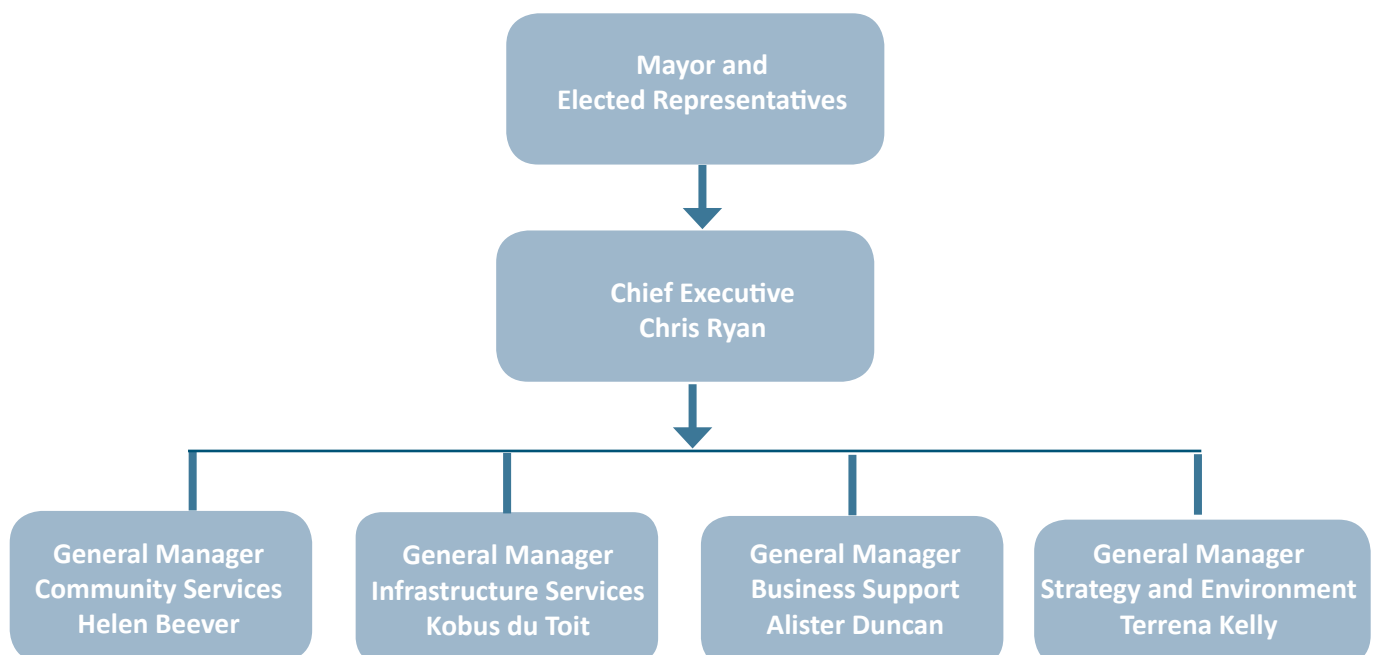 Mayor and
Elected Representatives
Chief Executive
Chris Ryan
General Manager
Community Services
Helen Beever
General Manager
Infrastructure Services
Kobus du Toit
General Manager
Business Support
Alister Duncan
General Manager
Strategy and Environment
Terrena Kelly